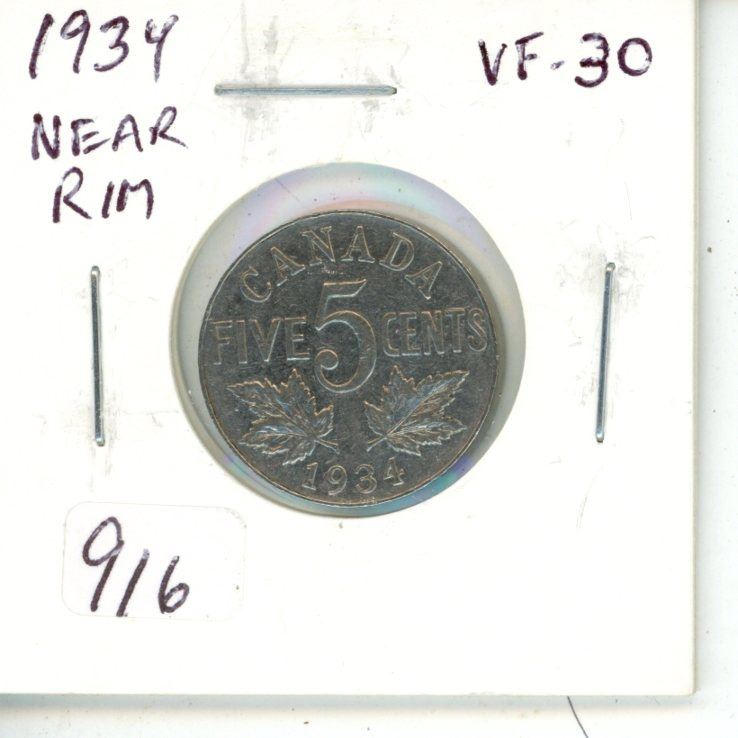 1934
VF-30
NEAR
RIM
CANADA
FIVE 5 CENTS
1934
916